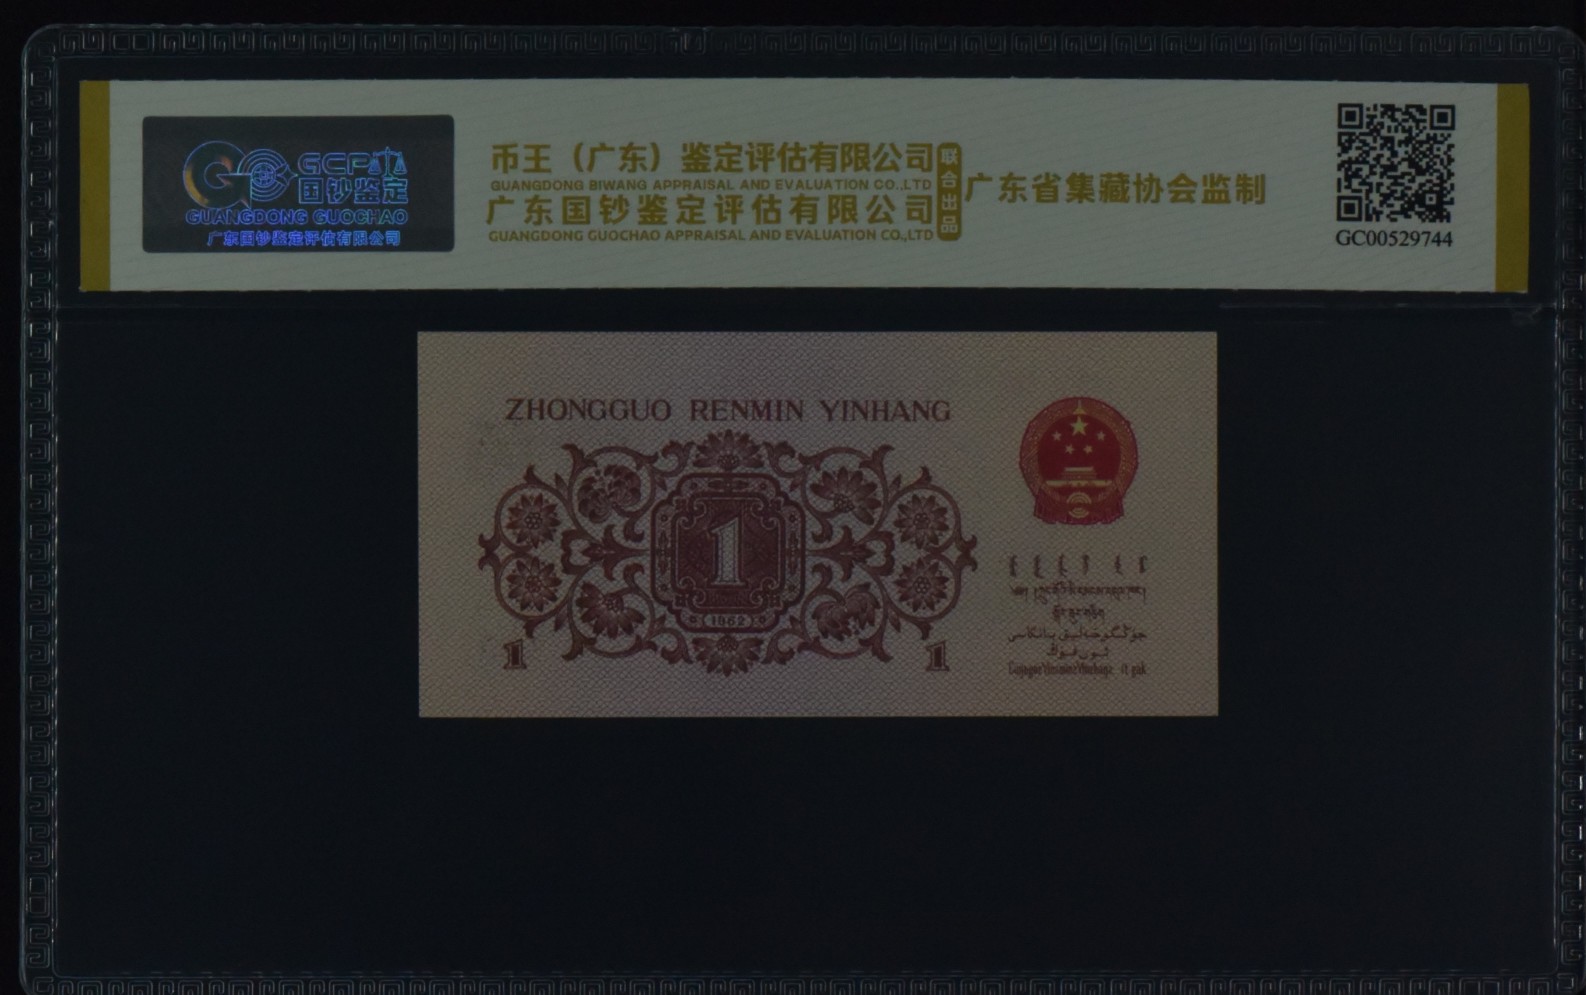 GCP
国钞鉴定
GUANGDONG GUOCHAO
广东国钞鉴定评估有限公司
币王（广东）鉴定评估有限公司
GUANGDONG BIWANG APPRAISAL AND EVALUATION CO.,LTD
广东国钞鉴定评估有限公司
GUANGDONG GUOCHAO APPRAISAL AND EVALUATION CO.,LTD
联合出品
广东省集藏协会监制
GC00529744
ZHONGGUO RENMIN YINHANG
1
(1962)
1
1